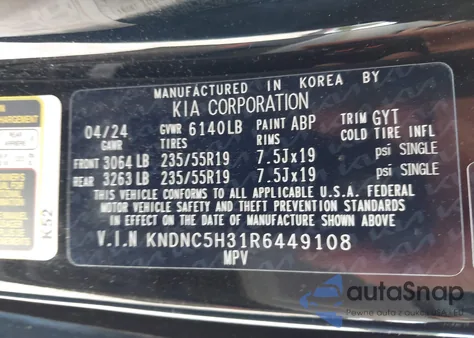 MANUFACTURED IN KOREA BY
KIA CORPORATION
04/24 GVWR 6140LB PAINT ABP TRIM GYT
GAWR TIRES RIMS COLD TIRE INFL
FRONT 3064 LB 235/55R19 7.5Jx19 psi SINGLE
REAR 3263 LB 235/55R19 7.5Jx19 psi SINGLE
THIS VEHICLE CONFORMS TO ALL APPLICABLE U.S.A. FEDERAL
MOTOR VEHICLE SAFETY AND THEFT PREVENTION STANDARDS
IN EFFECT ON THE DATE OF MANUFACTURE SHOWN ABOVE
V.I.N KNDNC5H31R6449108
MPV
K52
autoSnap
Pewne auta z